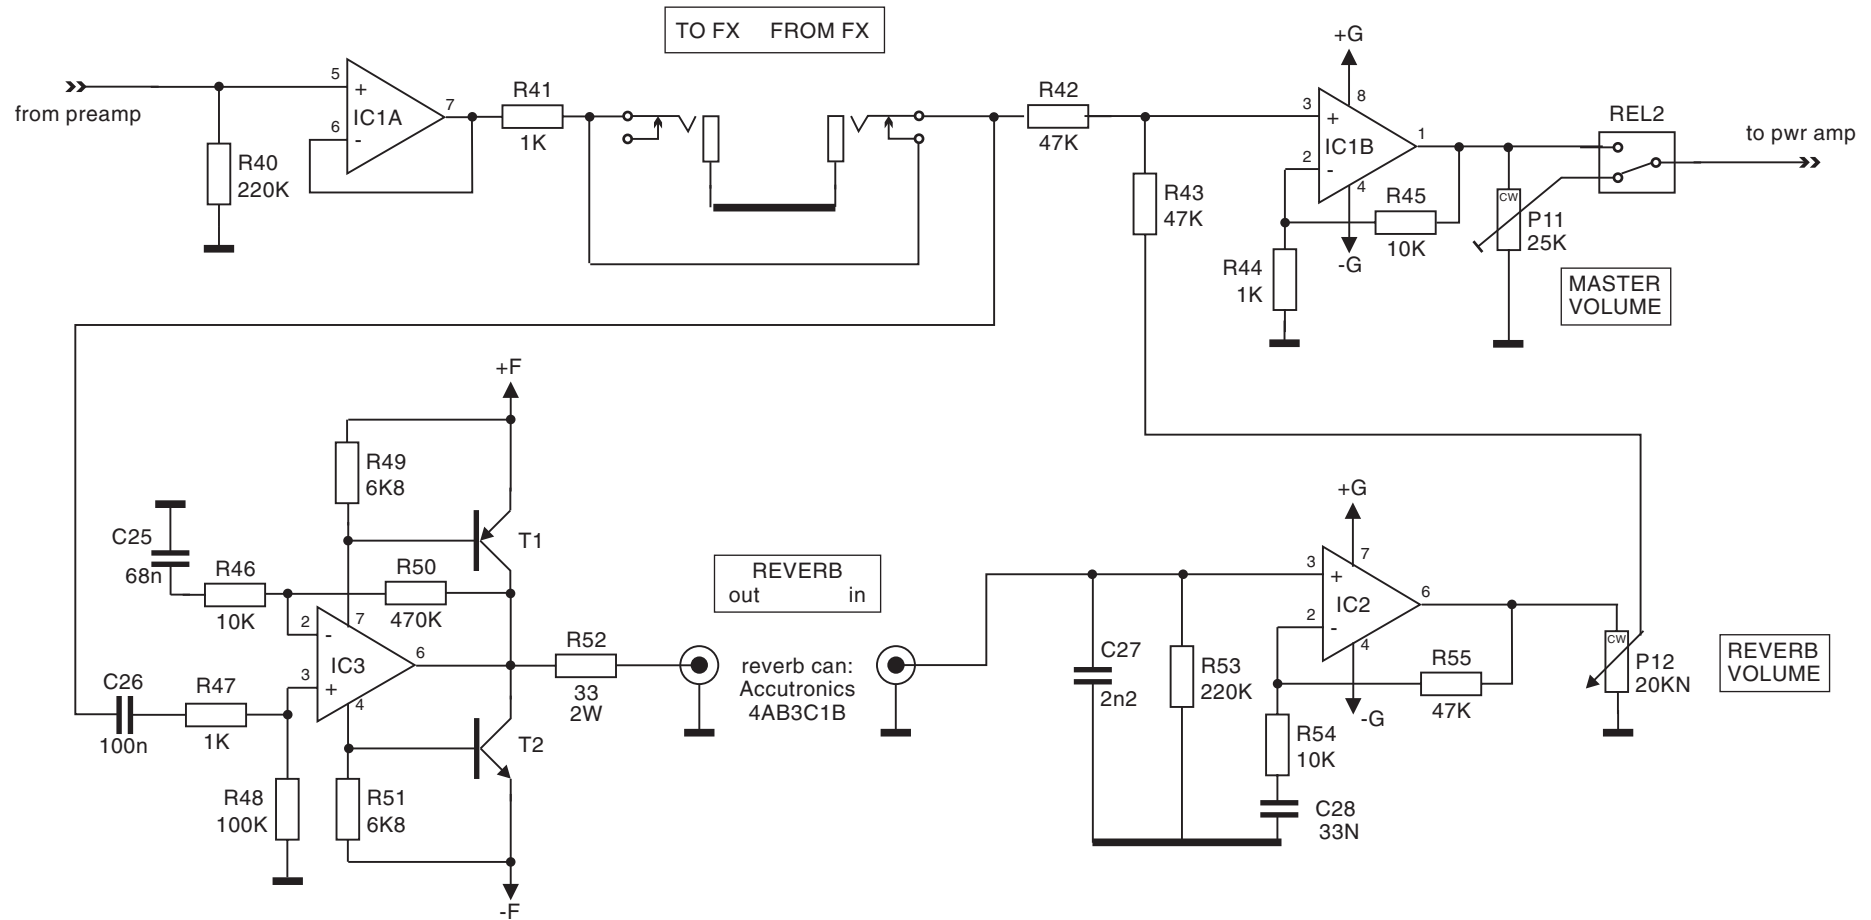 TO FX FROM FX
from preamp
5
+
IC1A
6
-
7
R40
220K
R41
1K
R42
47K
R43
47K
+G
8
3
+
IC1B
2
-
1
4
-G
R45
10K
R44
1K
CW
P11
25K
MASTER
VOLUME
REL2
to pwr amp
+F
R49
6K8
T1
C25
68n
R46
10K
R50
470K
2
-
7
IC3
6
3
+
4
C26
100n
R47
1K
R48
100K
R51
6K8
T2
-F
R52
33
2W
REVERB
out in
reverb can:
Accutronics
4AB3C1B
C27
2n2
R53
220K
+G
7
3
+
IC2
2
-
6
4
-G
R55
47K
R54
10K
C28
33N
CW
P12
20KN
REVERB
VOLUME